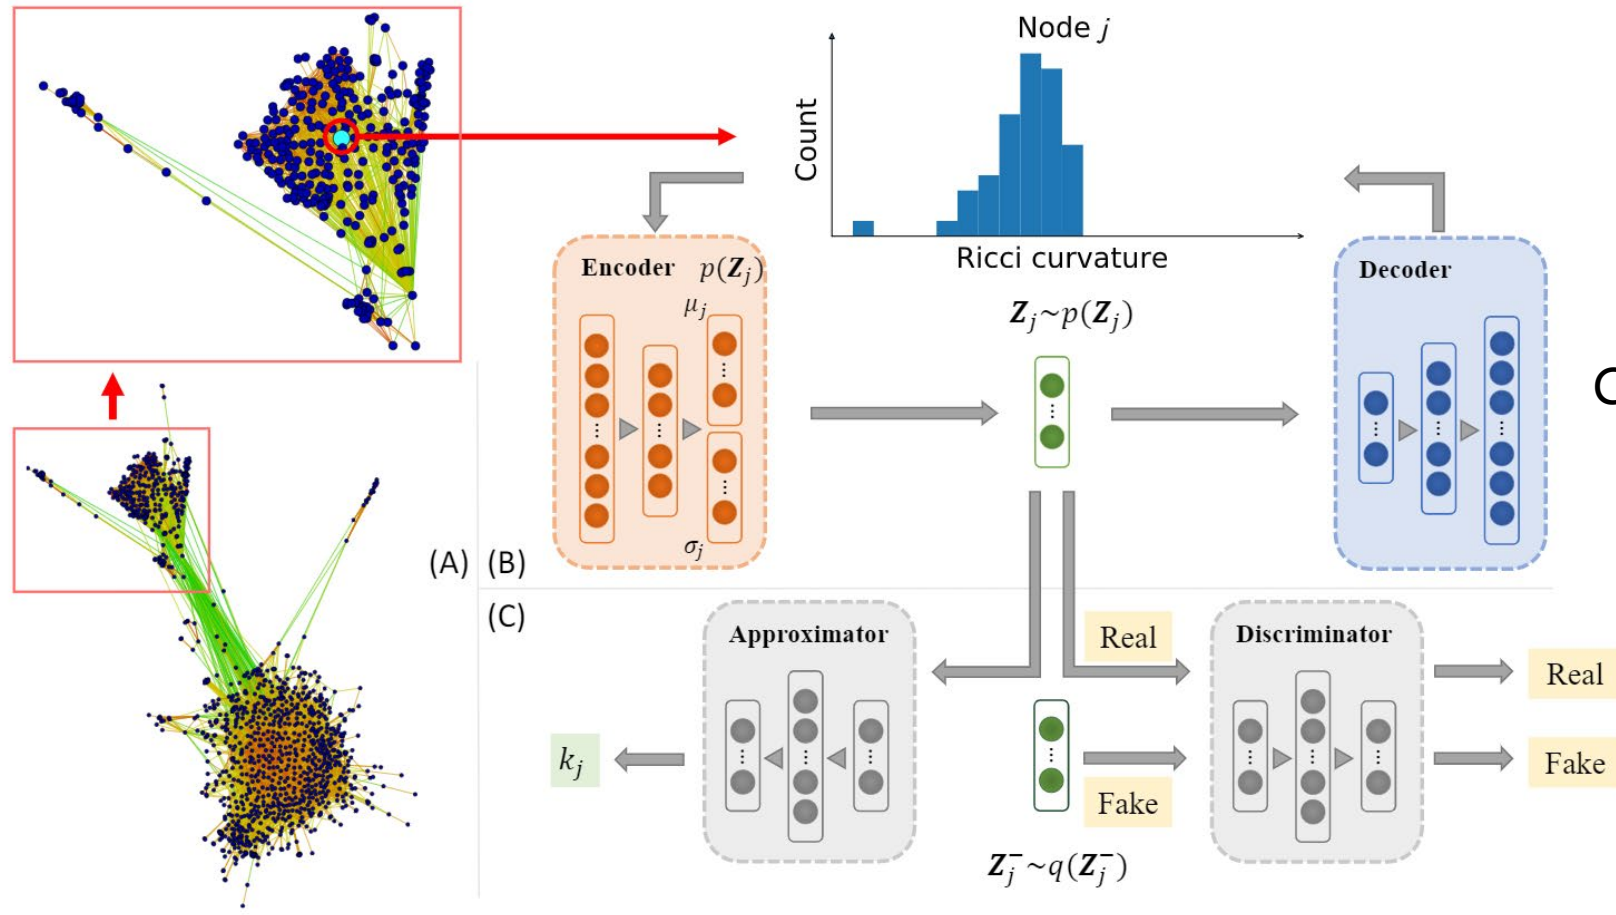 Node j
Count
Ricci curvature
Encoder p(Z_j)
μ_j
⋮
⋮
⋮
⋮
σ_j
Z_j~p(Z_j)
⋮
Decoder
⋮
⋮
⋮
C
(A)
(B)
(C)
Approximator
⋮
⋮
⋮
k_j
Real
Fake
⋮
Z_j^-~q(Z_j^-)
Discriminator
⋮
⋮
⋮
Real
Fake